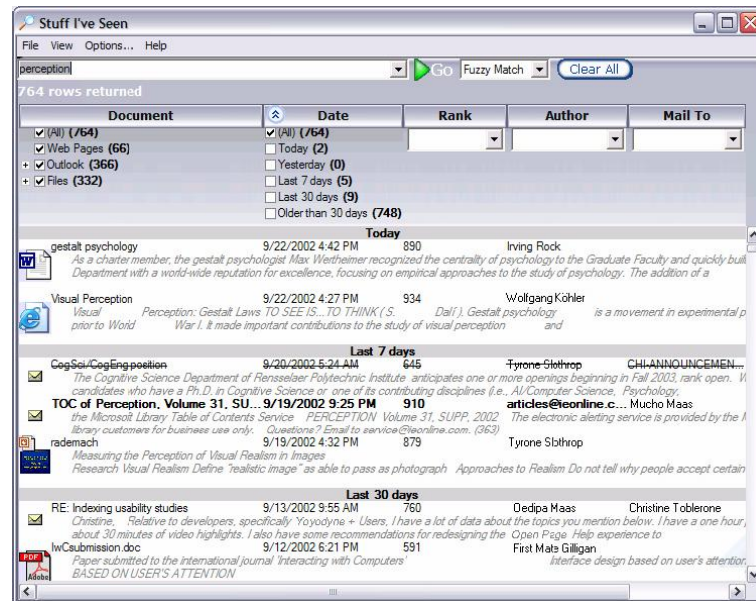 Stuff I've Seen
File View Options... Help
perception Go Fuzzy Match Clear All
764 rows returned
Document Date Rank Author Mail To
(All) (764) (All) (764)
Web Pages (66) Today (2)
Outlook (366) Yesterday (0)
Files (332) Last 7 days (5)
Last 30 days (9)
Older than 30 days (748)
Today
gestalt psychology 9/22/2002 4:42 PM 890 Irving Rock
As a charter member, the gestalt psychologist Max Wertheimer recognized the centrality of psychology to the Graduate Faculty and quickly buil
Department with a world-wide reputation for excellence, focusing on empirical approaches to the study of psychology. The addition of a
Visual Perception 9/22/2002 4:27 PM 934 Wolfgang Köhler
Visual Perception: Gestalt Laws TO SEE IS...TO THINK ( S. Dali ). Gestalt psychology is a movement in experimental p
prior to World War I. It made important contributions to the study of visual perception and
Last 7 days
CogSci/CogEng position 9/20/2002 5:24 AM 645 Tyrone Slothrop CHI-ANNOUNCEMEN...
The Cognitive Science Department of Rensselaer Polytechnic Institute anticipates one or more openings beginning in Fall 2003, rank open. W
candidates who have a Ph.D. in Cognitive Science or one of its contributing disciplines (i.e., AI/Computer Science, Psychology,
TOC of Perception, Volume 31, SU... 9/19/2002 9:25 PM 910 articles@ieonline.c... Mucho Maas
the Microsoft Library Table of Contents Service PERCEPTION Volume 31, SUPP, 2002 The electronic alerting service is provided by the M
library customers for business use only. Questions? Email to service@ieonline.com. (363)
rademach 9/19/2002 4:32 PM 879 Tyrone Slothrop
Measuring the Perception of Visual Realism in Images
Research Visual Realism Define "realistic image" as able to pass as photograph Approaches to Realism Do not tell why people accept certain
Last 30 days
RE: Indexing usability studies 9/13/2002 9:55 AM 760 Oedipa Maas Christine Toblerone
Christine, Relative to developers, specifically 'Yoyodyne + Users, I have a lot of data about the topics you mention below. I have a one hour,
about 30 minutes of video highlights. I also have some recommendations for redesigning the Open Page Help experience to
IwCsubmission.doc 9/12/2002 6:21 PM 591 First Mate Gilligan
Paper submitted to the international journal 'Interacting with Computers' Interface design based on user's attention
BASED ON USER'S ATTENTION
PDF
Adobe